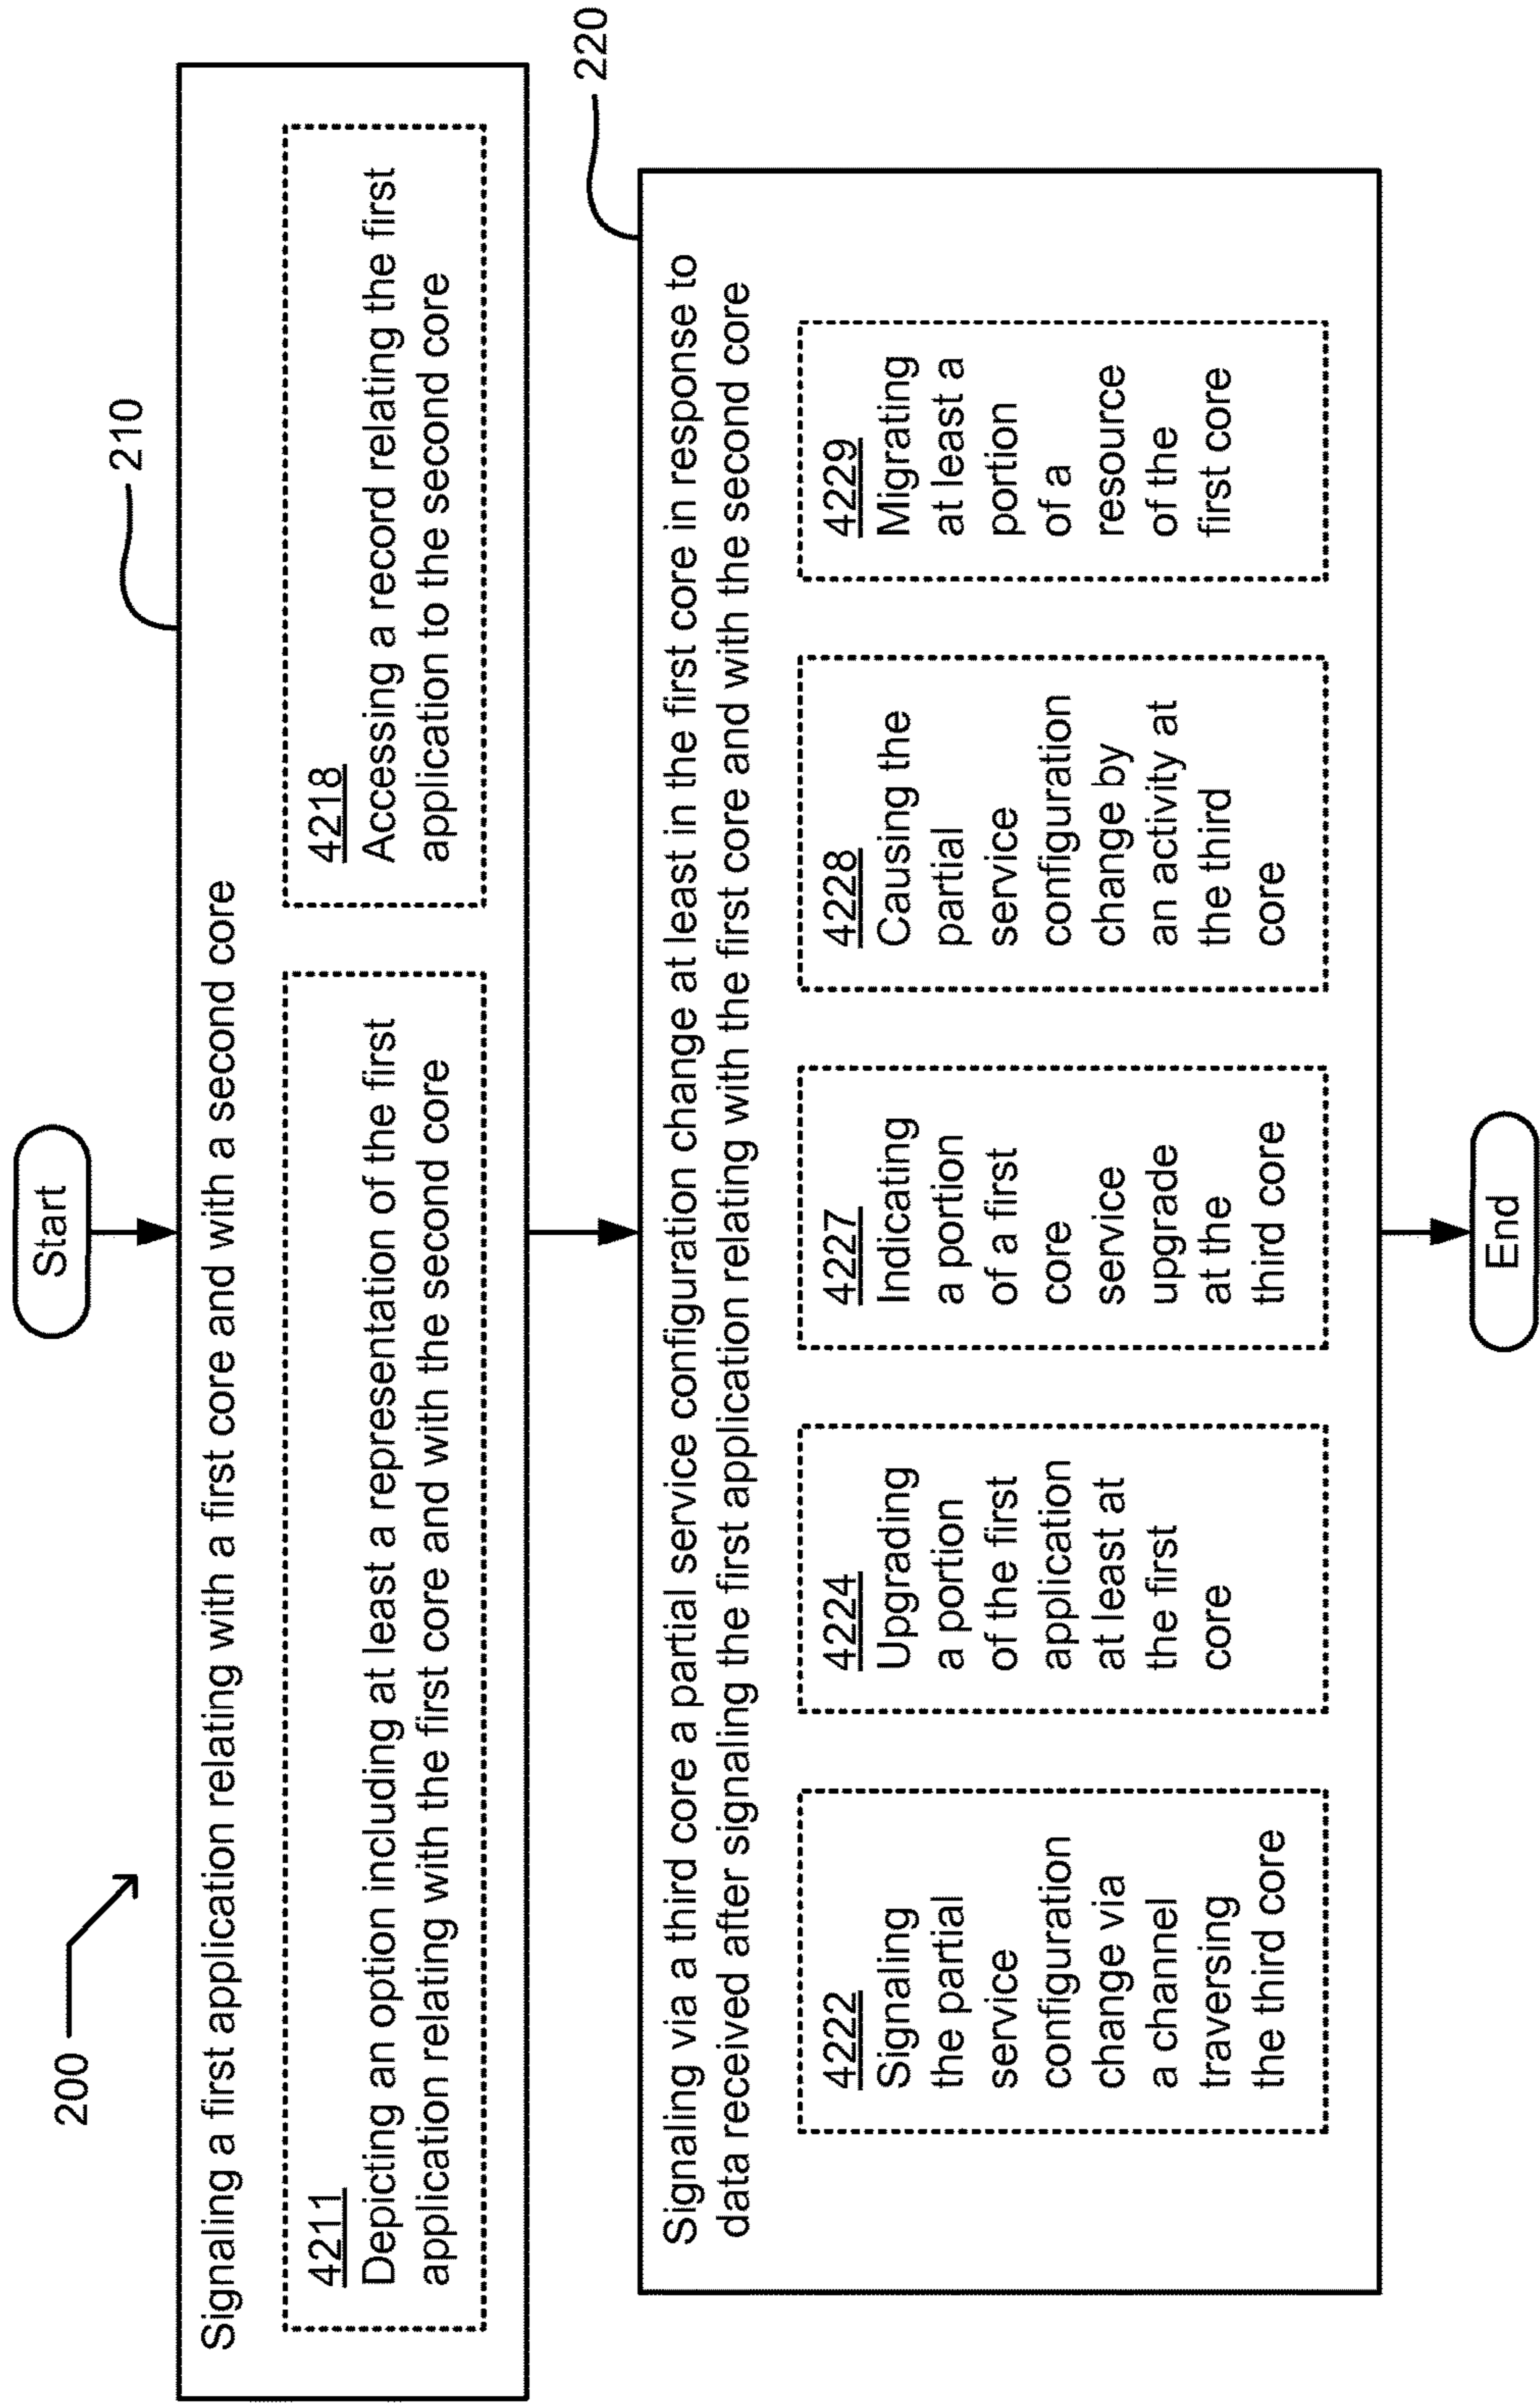 200
Start
210
Signaling a first application relating with a first core and with a second core
4211
Depicting an option including at least a representation of the first
application relating with the first core and with the second core
4218
Accessing a record relating the first
application to the second core
220
Signaling via a third core a partial service configuration change at least in the first core in response to
data received after signaling the first application relating with the first core and with the second core
4222
Signaling
the partial
service
configuration
change via
a channel
traversing
the third core
4224
Upgrading
a portion
of the first
application
at least at
the first
core
4227
Indicating
a portion
of a first
core
service
upgrade
at the
third core
4228
Causing the
partial
service
configuration
change by
an activity at
the third
core
4229
Migrating
at least a
portion
of a
resource
of the
first core
End